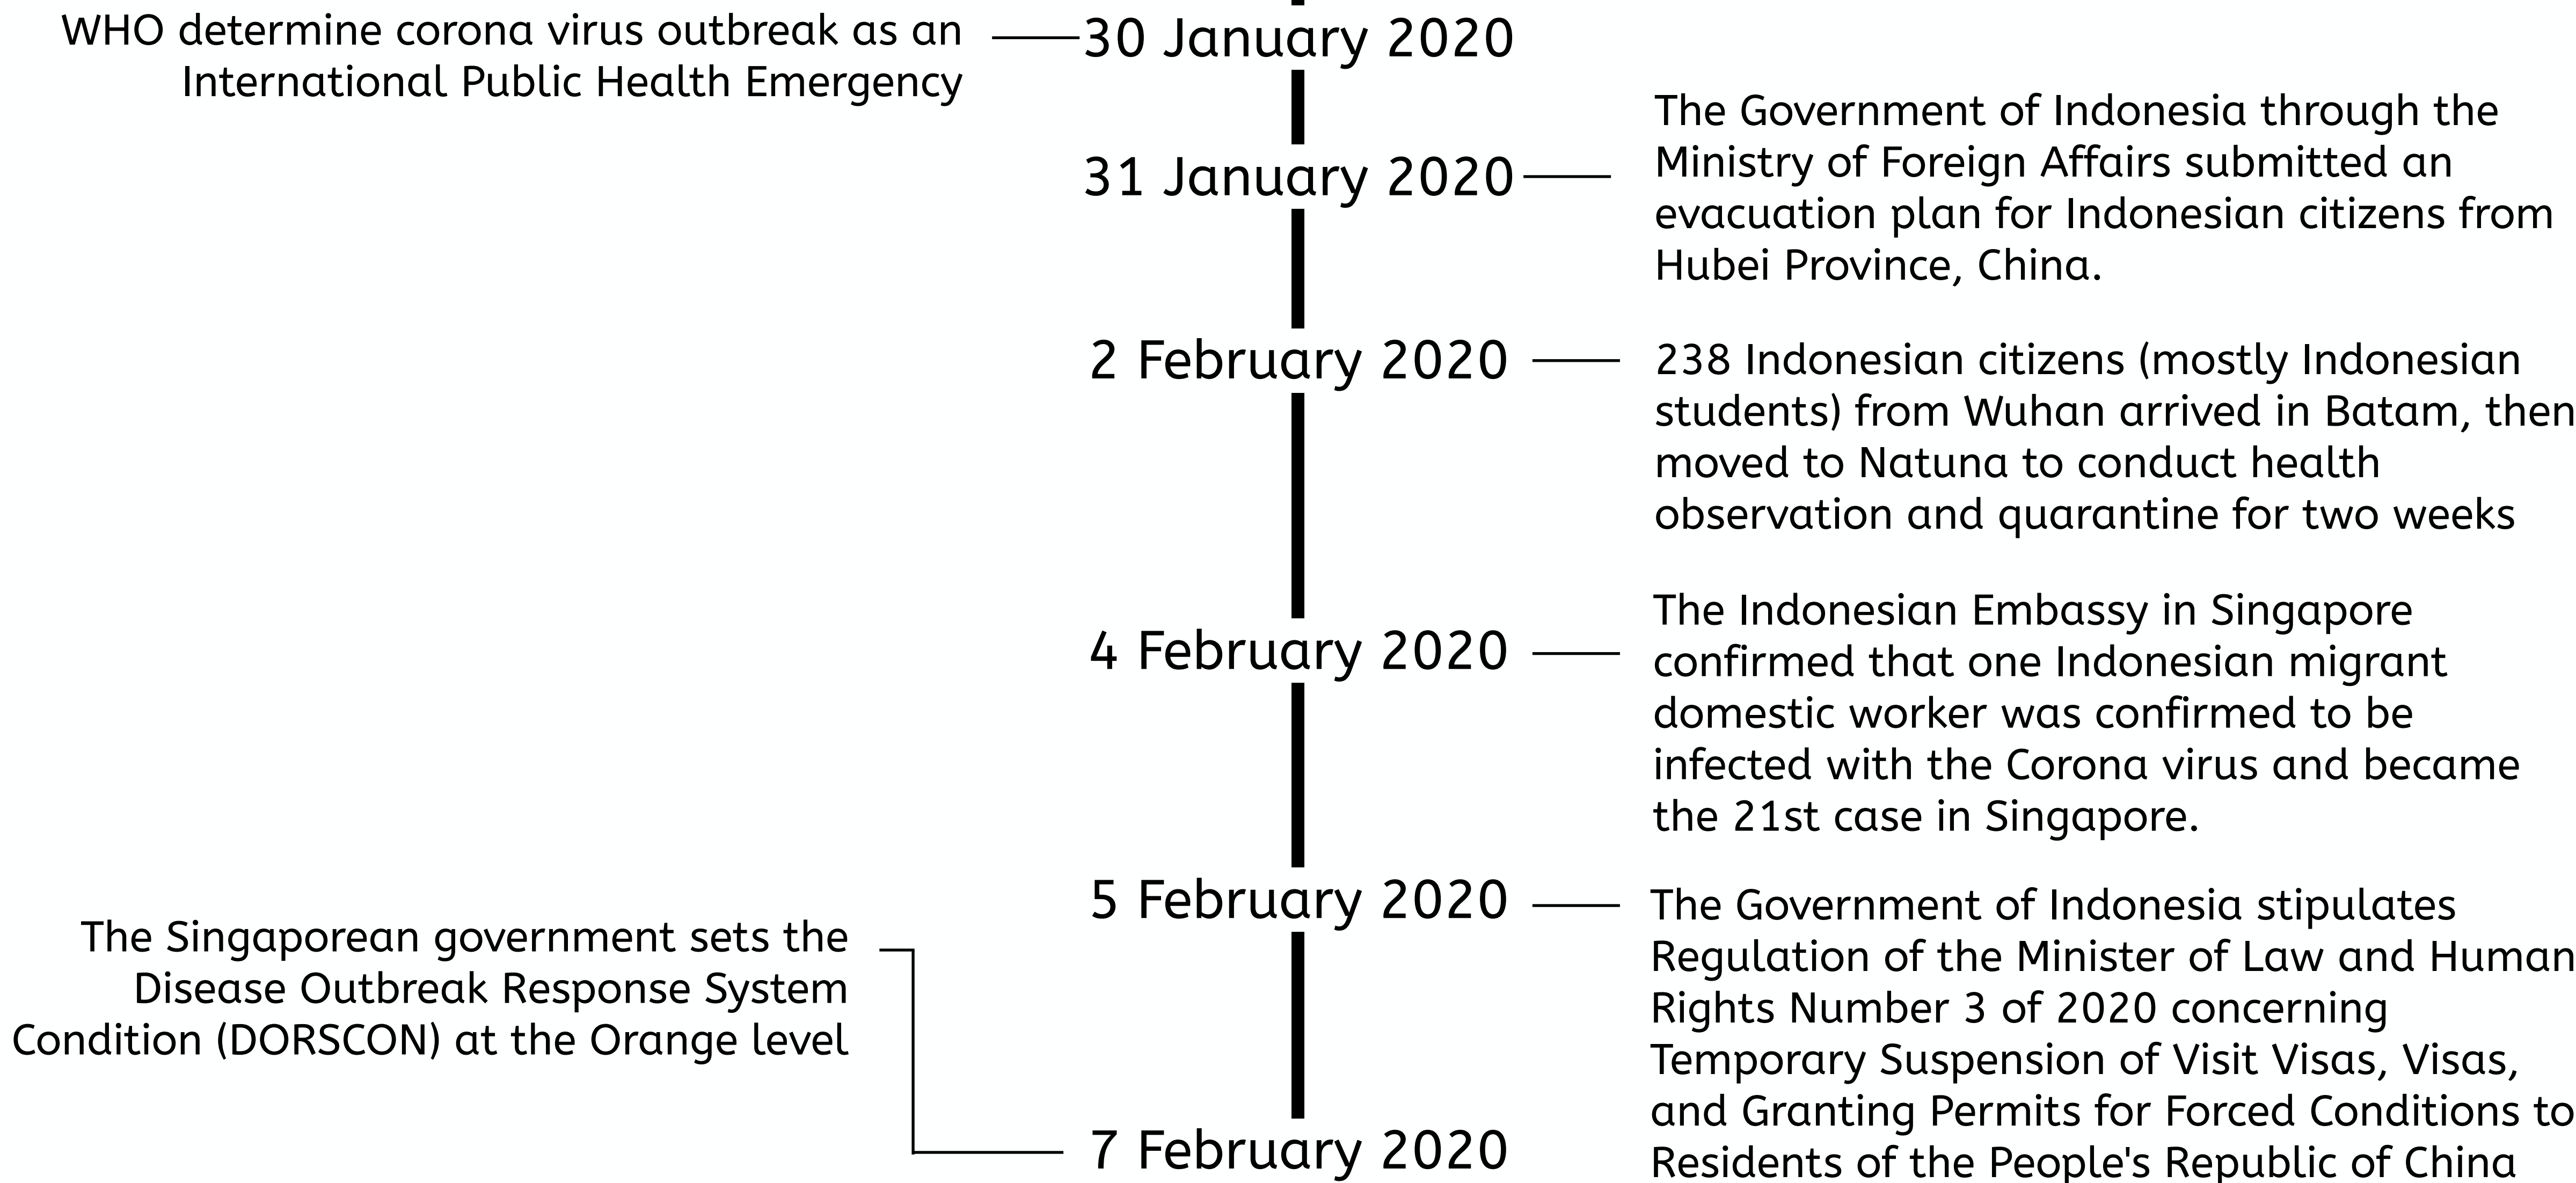 WHO determine corona virus outbreak as an
International Public Health Emergency
30 January 2020
31 January 2020
The Government of Indonesia through the
Ministry of Foreign Affairs submitted an
evacuation plan for Indonesian citizens from
Hubei Province, China.
2 February 2020
238 Indonesian citizens (mostly Indonesian
students) from Wuhan arrived in Batam, then
moved to Natuna to conduct health
observation and quarantine for two weeks
4 February 2020
The Indonesian Embassy in Singapore
confirmed that one Indonesian migrant
domestic worker was confirmed to be
infected with the Corona virus and became
the 21st case in Singapore.
5 February 2020
The Government of Indonesia stipulates
Regulation of the Minister of Law and Human
Rights Number 3 of 2020 concerning
Temporary Suspension of Visit Visas, Visas,
and Granting Permits for Forced Conditions to
Residents of the People's Republic of China
The Singaporean government sets the
Disease Outbreak Response System
Condition (DORSCON) at the Orange level
7 February 2020